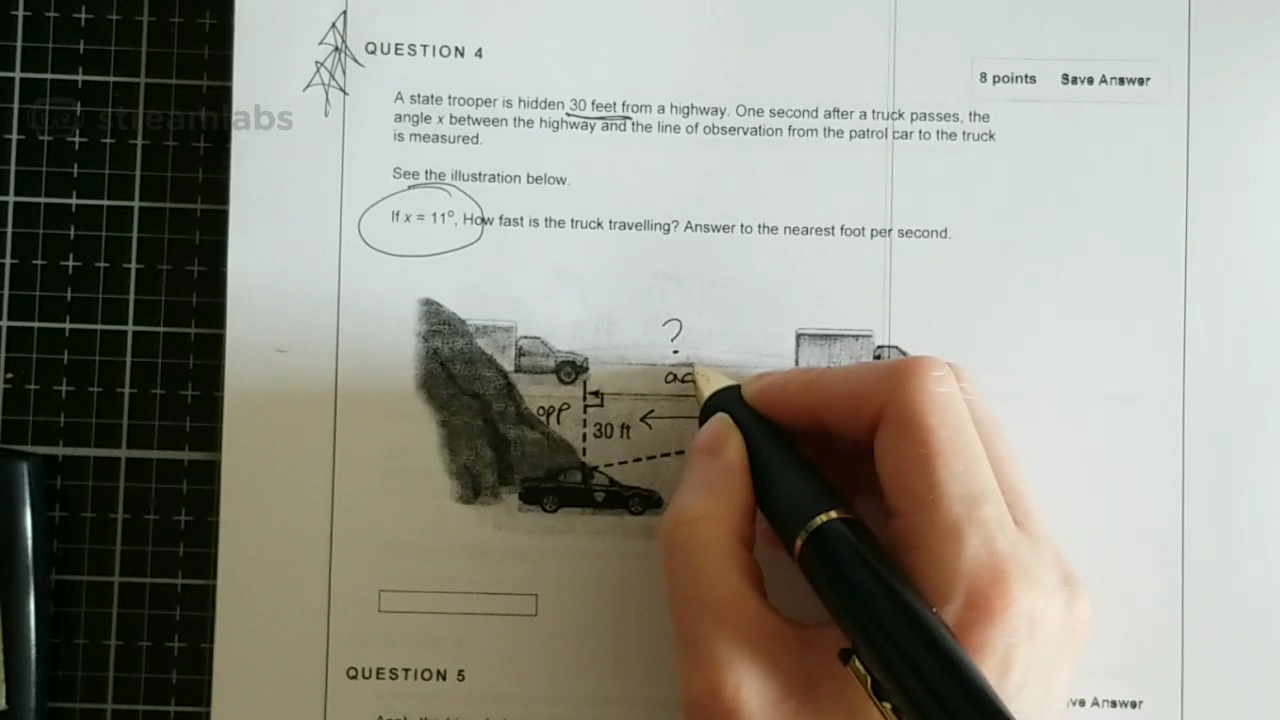 QUESTION 4
8 points Save Answer
A state trooper is hidden 30 feet from a highway. One second after a truck passes, the
angle x between the highway and the line of observation from the patrol car to the truck
is measured.
streamlabs
See the illustration below.
If x = 11°, How fast is the truck travelling? Answer to the nearest foot per second.
?
opp
30 ft
QUESTION 5
Answer